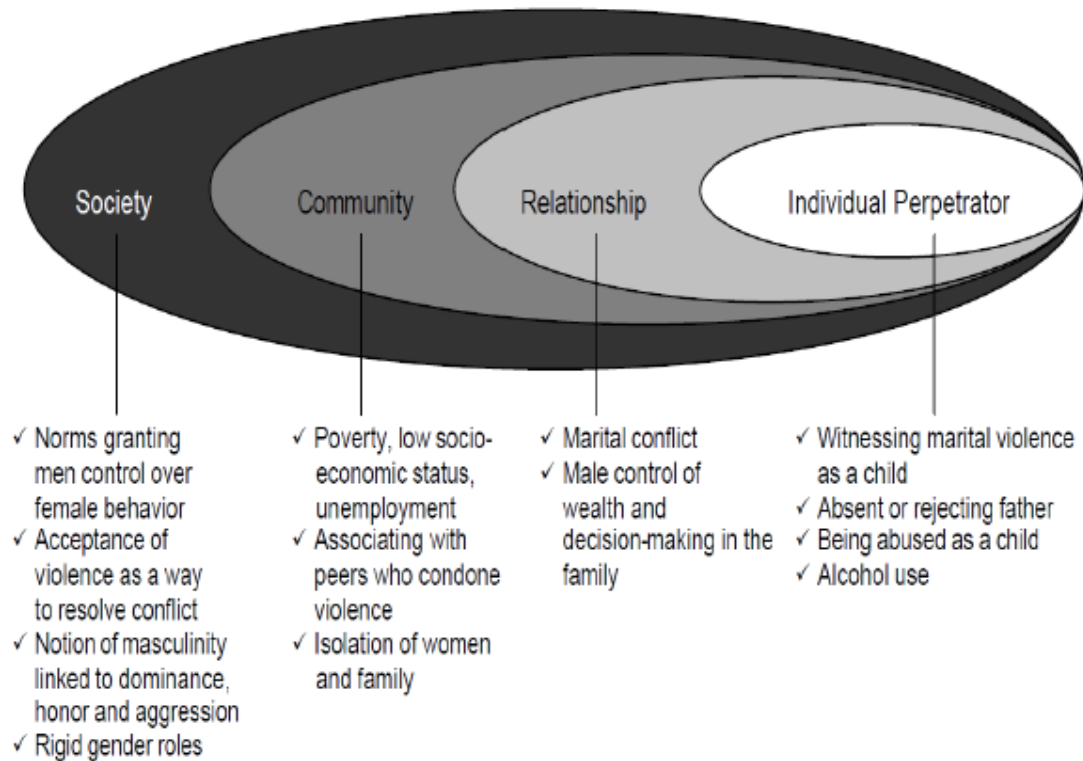 Society
Community
Relationship
Individual Perpetrator
✓ Norms granting
men control over
female behavior
✓ Acceptance of
violence as a way
to resolve conflict
✓ Notion of masculinity
linked to dominance,
honor and aggression
✓ Rigid gender roles
✓ Poverty, low socio-
economic status,
unemployment
✓ Associating with
peers who condone
violence
✓ Isolation of women
and family
✓ Marital conflict
✓ Male control of
wealth and
decision-making in the
family
✓ Witnessing marital violence
as a child
✓ Absent or rejecting father
✓ Being abused as a child
✓ Alcohol use